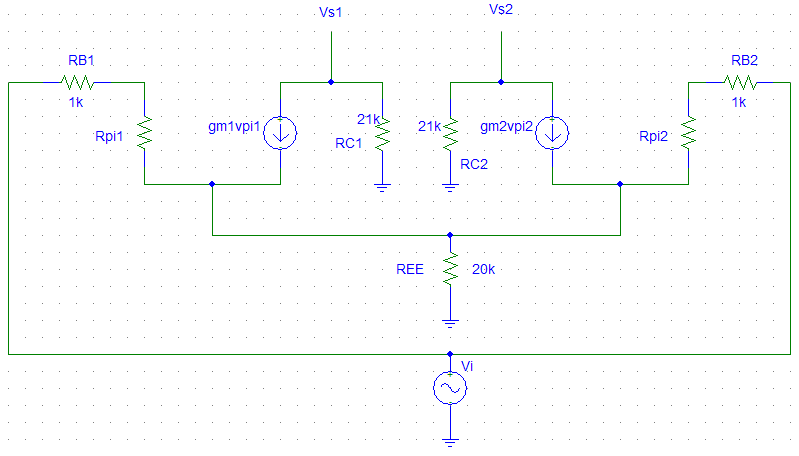 Vs1
Vs2
RB1
1k
RB2
1k
Rpi1
gm1vpi1
21k
RC1
21k
RC2
gm2vpi2
Rpi2
REE
20k
Vi